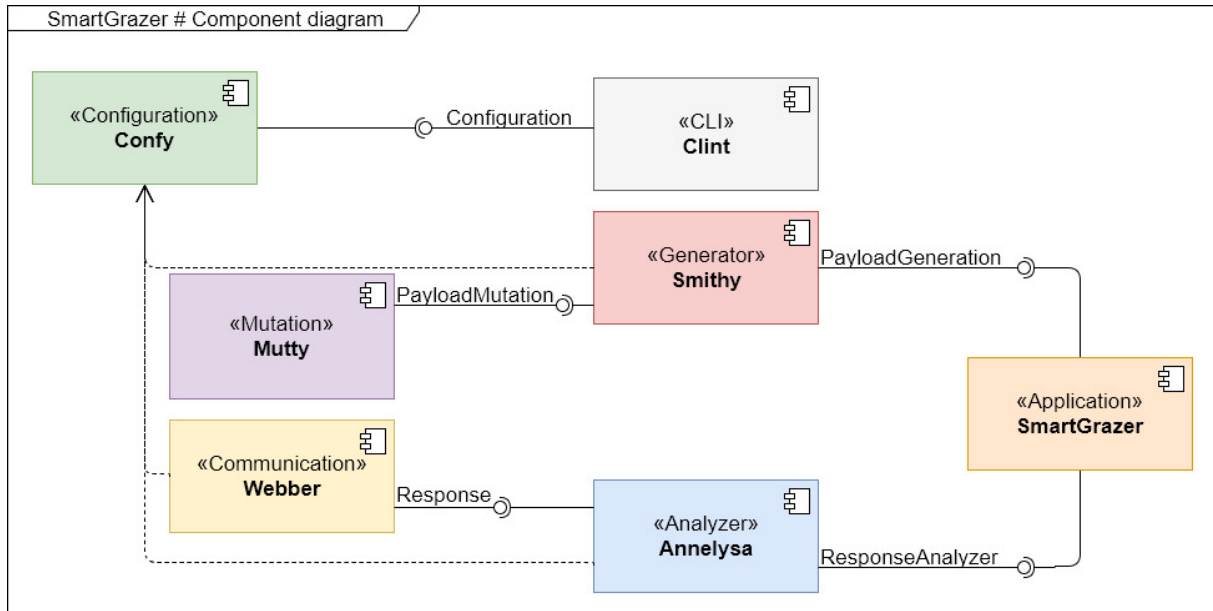 SmartGrazer # Component diagram
«Configuration»
Confy
Configuration
«CLI»
Clint
«Generator»
Smithy
PayloadGeneration
PayloadMutation
«Mutation»
Mutty
«Application»
SmartGrazer
«Communication»
Webber
Response
«Analyzer»
Annelysa
ResponseAnalyzer